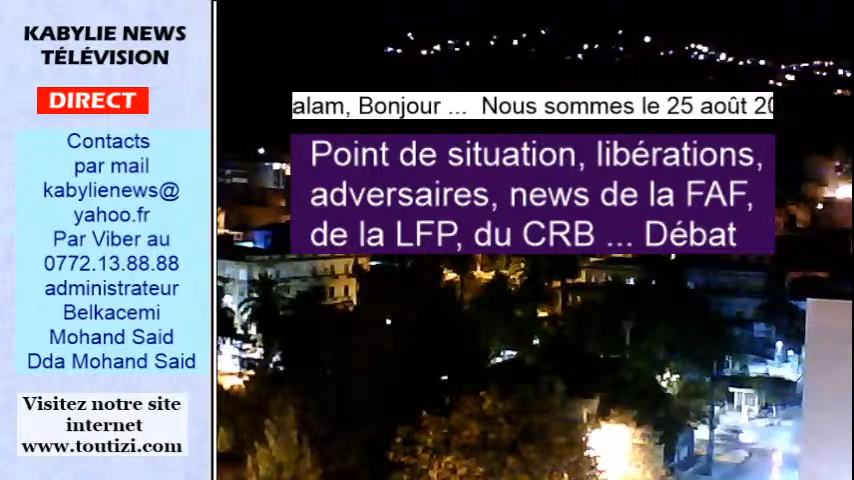 KABYLIE NEWS
TÉLÉVISION
DIRECT
Contacts
par mail
kabylienews@
yahoo.fr
Par Viber au
0772.13.88.88
administrateur
Belkacemi
Mohand Said
Dda Mohand Said
Visitez notre site
internet
www.toutizi.com
alam, Bonjour ... Nous sommes le 25 août 20
Point de situation, libérations,
adversaires, news de la FAF,
de la LFP, du CRB ... Débat